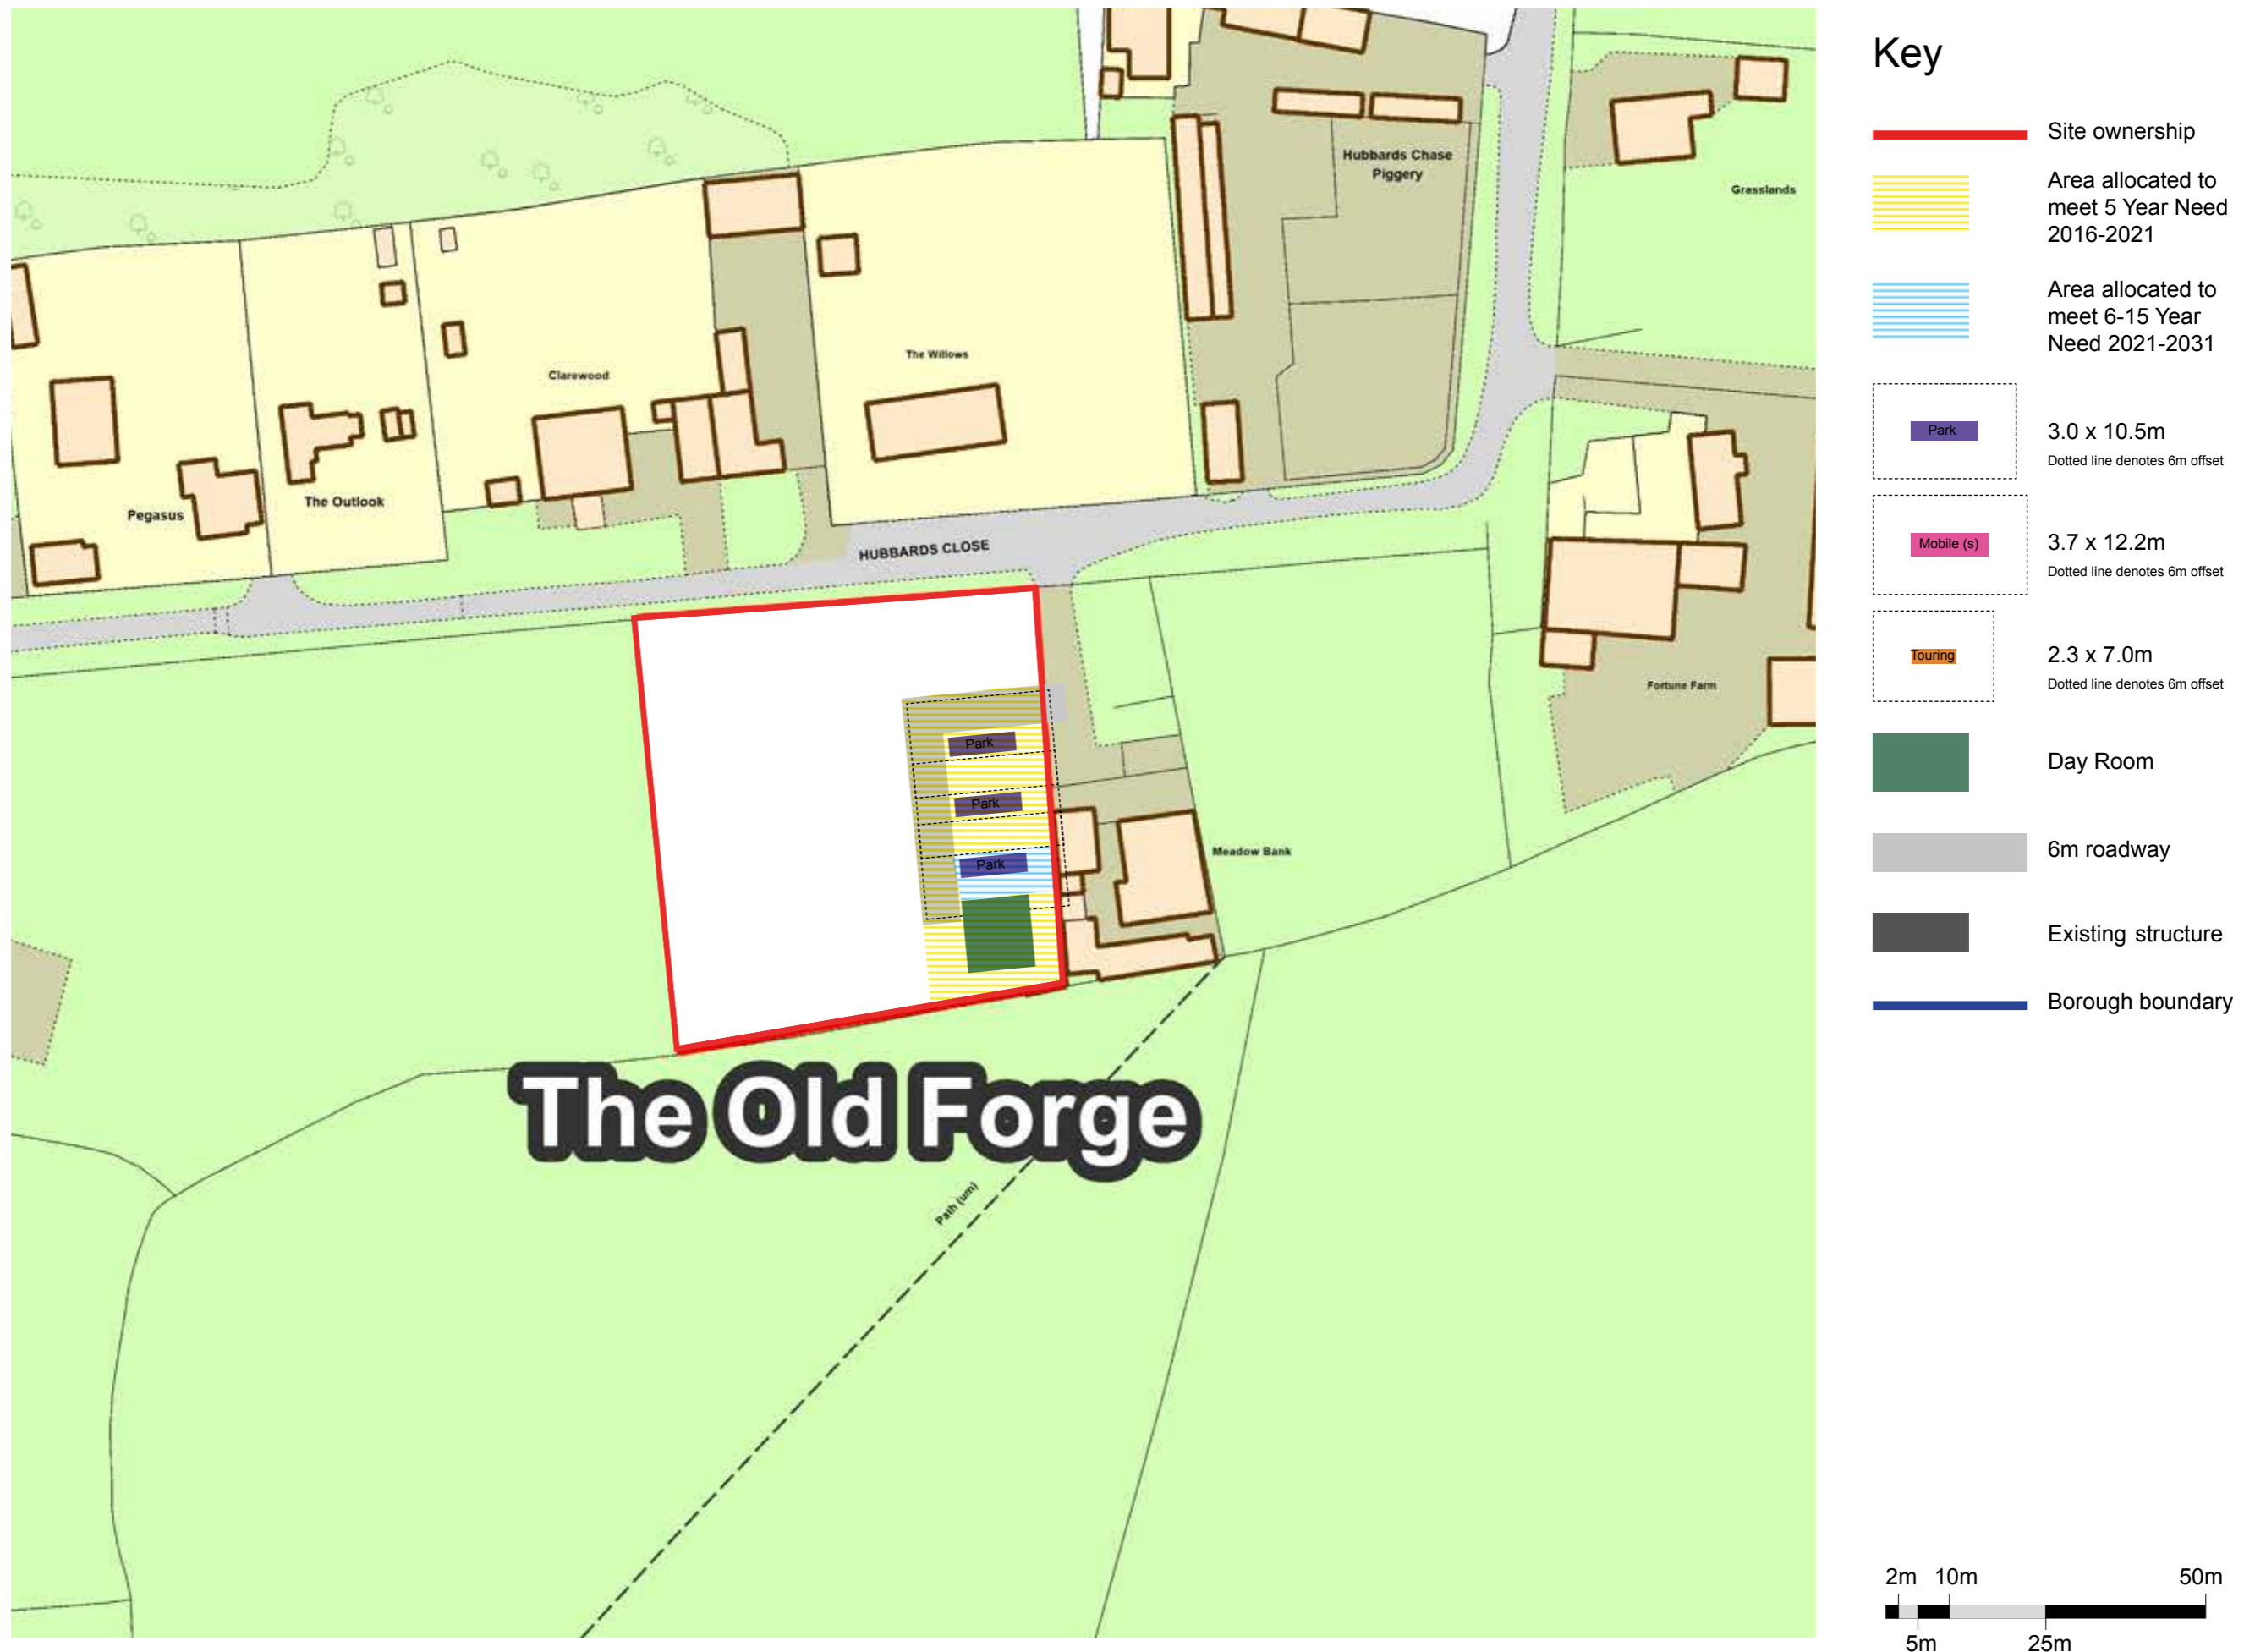 Hubbards Chase
Piggery
Grasslands
The Willows
Clarewood
The Outlook
Pegasus
HUBBARDS CLOSE
Fortune Farm
Park
Park
Park
Meadow Bank
The Old Forge
Path (um)
Key
Site ownership
Area allocated to
meet 5 Year Need
2016-2021
Area allocated to
meet 6-15 Year
Need 2021-2031
Park
3.0 x 10.5m
Dotted line denotes 6m offset
Mobile (s)
3.7 x 12.2m
Dotted line denotes 6m offset
Touring
2.3 x 7.0m
Dotted line denotes 6m offset
Day Room
6m roadway
Existing structure
Borough boundary
2m 10m 50m
5m 25m